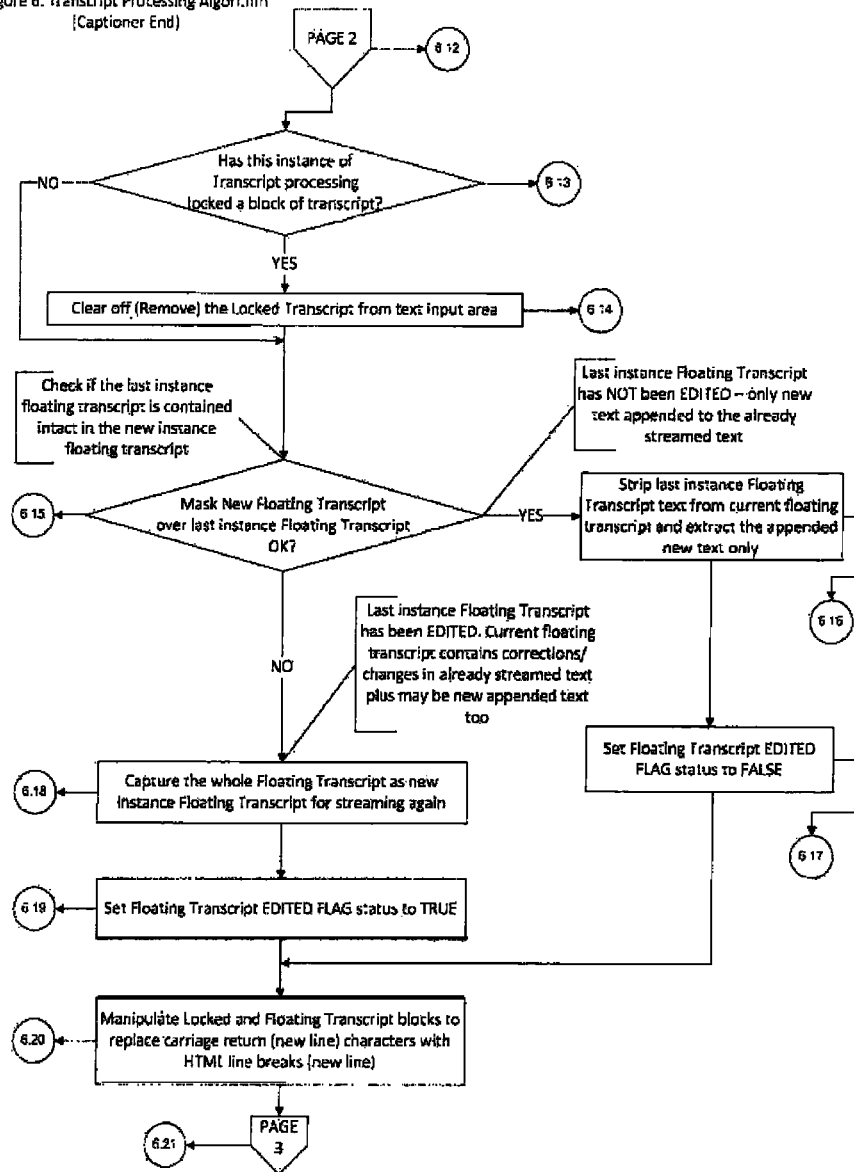 gure 6. Transcript Processing Algorithm
(Captioner End)
PAGE 2
6.12
Has this instance of
Transcript processing
locked a block of transcript?
NO
6.13
YES
Clear off (Remove) the Locked Transcript from text input area
6.14
Check if the last instance
floating transcript is contained
intact in the new instance
floating transcript
Last instance Floating Transcript
has NOT been EDITED – only new
text appended to the already
streamed text
6.15
Mask New Floating Transcript
over last instance Floating Transcript
OK?
YES
Strip last instance Floating
Transcript text from current floating
transcript and extract the appended
new text only
6.16
NO
Last instance Floating Transcript
has been EDITED. Current floating
transcript contains corrections/
changes in already streamed text
plus may be new appended text
too
Set Floating Transcript EDITED
FLAG status to FALSE
6.17
6.18
Capture the whole Floating Transcript as new
instance Floating Transcript for streaming again
6.19
Set Floating Transcript EDITED FLAG status to TRUE
6.20
Manipulate Locked and Floating Transcript blocks to
replace carriage return (new line) characters with
HTML line breaks (new line)
PAGE
3
6.21